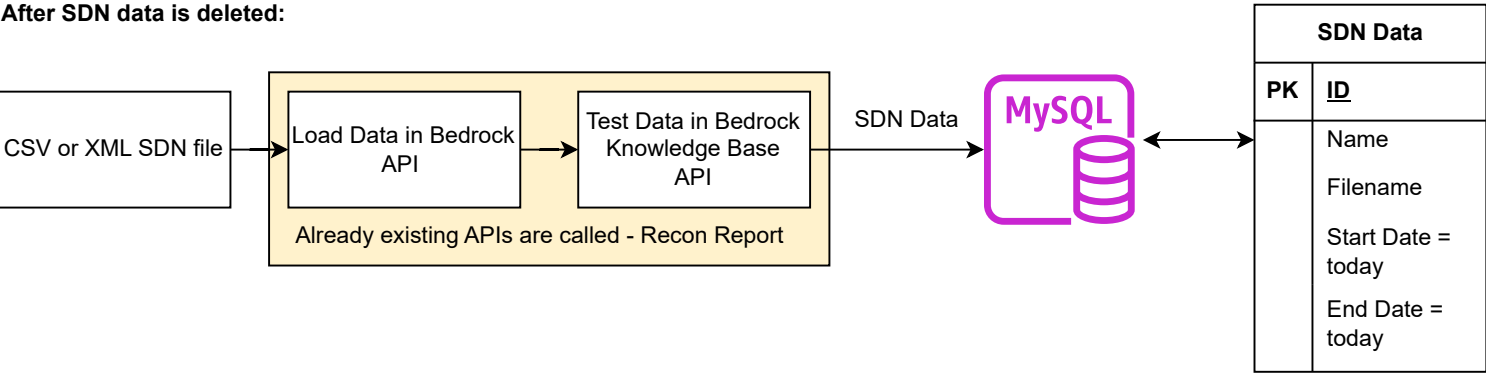 After SDN data is deleted:
CSV or XML SDN file
Load Data in Bedrock
API
Test Data in Bedrock
Knowledge Base
API
Already existing APIs are called - Recon Report
SDN Data
MySQL
SDN Data
PK ID
Name
Filename
Start Date =
today
End Date =
today